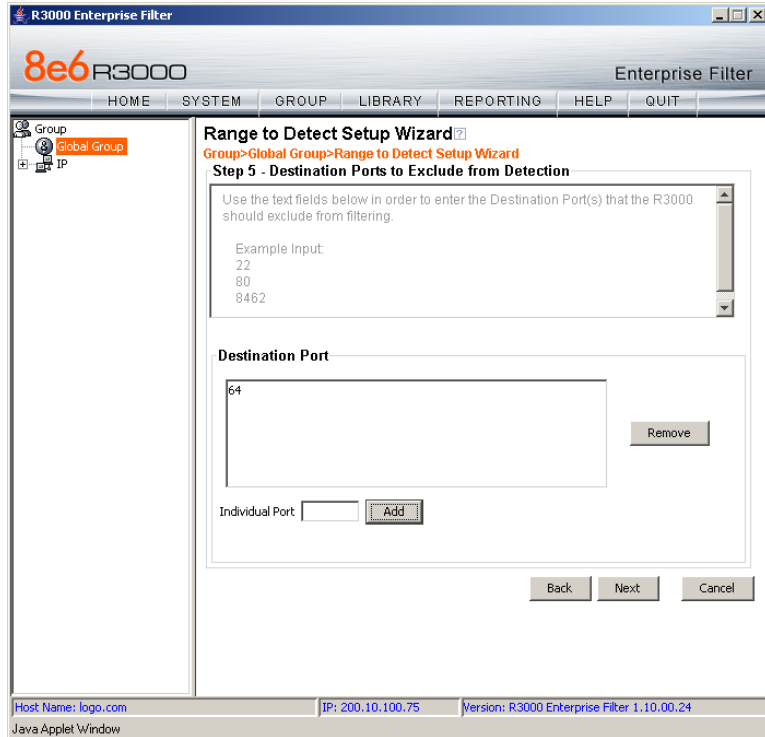 R3000 Enterprise Filter
8e6 R3000
Enterprise Filter
HOME SYSTEM GROUP LIBRARY REPORTING HELP QUIT
Group
Global Group
IP
Range to Detect Setup Wizard
Group>Global Group>Range to Detect Setup Wizard
Step 5 - Destination Ports to Exclude from Detection
Use the text fields below in order to enter the Destination Port(s) that the R3000
should exclude from filtering.
Example Input:
22
80
8462
Destination Port
64
Remove
Individual Port Add
Back Next Cancel
Host Name: logo.com IP: 200.10.100.75 Version: R3000 Enterprise Filter 1.10.00.24
Java Applet Window